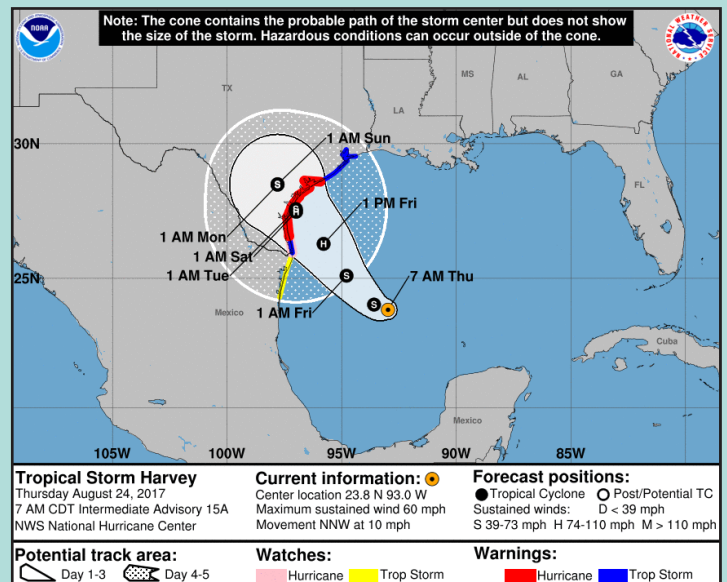 Note: The cone contains the probable path of the storm center but does not show
the size of the storm. Hazardous conditions can occur outside of the cone.
NOAA
NATIONAL WEATHER SERVICE
TX
MS
AL
GA
LA
FL
30N
25N
1 AM Sun
1 PM Fri
1 AM Mon
1 AM Sat
1 AM Tue
7 AM Thu
1 AM Fri
S
H
H
S
S
Mexico
Cuba
Mexico
105W
100W
95W
90W
85W
Tropical Storm Harvey
Thursday August 24, 2017
7 AM CDT Intermediate Advisory 15A
NWS National Hurricane Center
Current information:
Center location 23.8 N 93.0 W
Maximum sustained wind 60 mph
Movement NNW at 10 mph
Forecast positions:
Tropical Cyclone Post/Potential TC
Sustained winds: D < 39 mph
S 39-73 mph H 74-110 mph M > 110 mph
Potential track area:
Day 1-3 Day 4-5
Watches:
Hurricane Trop Storm
Warnings:
Hurricane Trop Storm